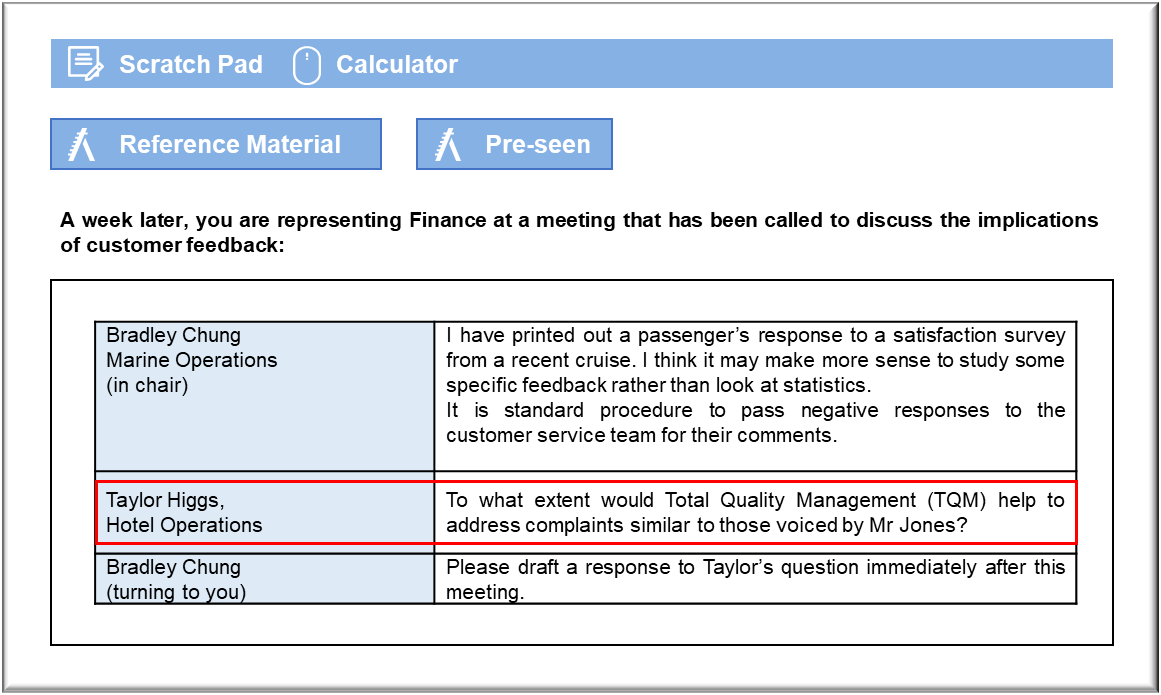 Scratch Pad Calculator
Reference Material Pre-seen
A week later, you are representing Finance at a meeting that has been called to discuss the implications
of customer feedback:
Bradley Chung
Marine Operations
(in chair)
I have printed out a passenger's response to a satisfaction survey
from a recent cruise. I think it may make more sense to study some
specific feedback rather than look at statistics.
It is standard procedure to pass negative responses to the
customer service team for their comments.
Taylor Higgs,
Hotel Operations
To what extent would Total Quality Management (TQM) help to
address complaints similar to those voiced by Mr Jones?
Bradley Chung
(turning to you)
Please draft a response to Taylor's question immediately after this
meeting.